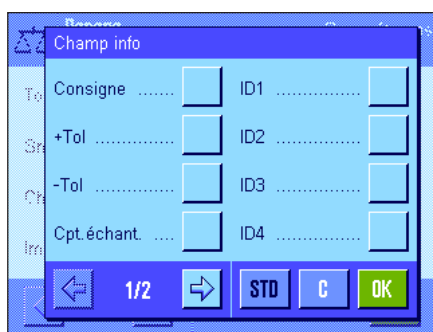 Champ info
Consigne ....... ID1 ...............
+Tol .............. ID2 ...............
-Tol .............. ID3 ...............
Cpt.échant. .... ID4 ...............
1/2 STD C OK